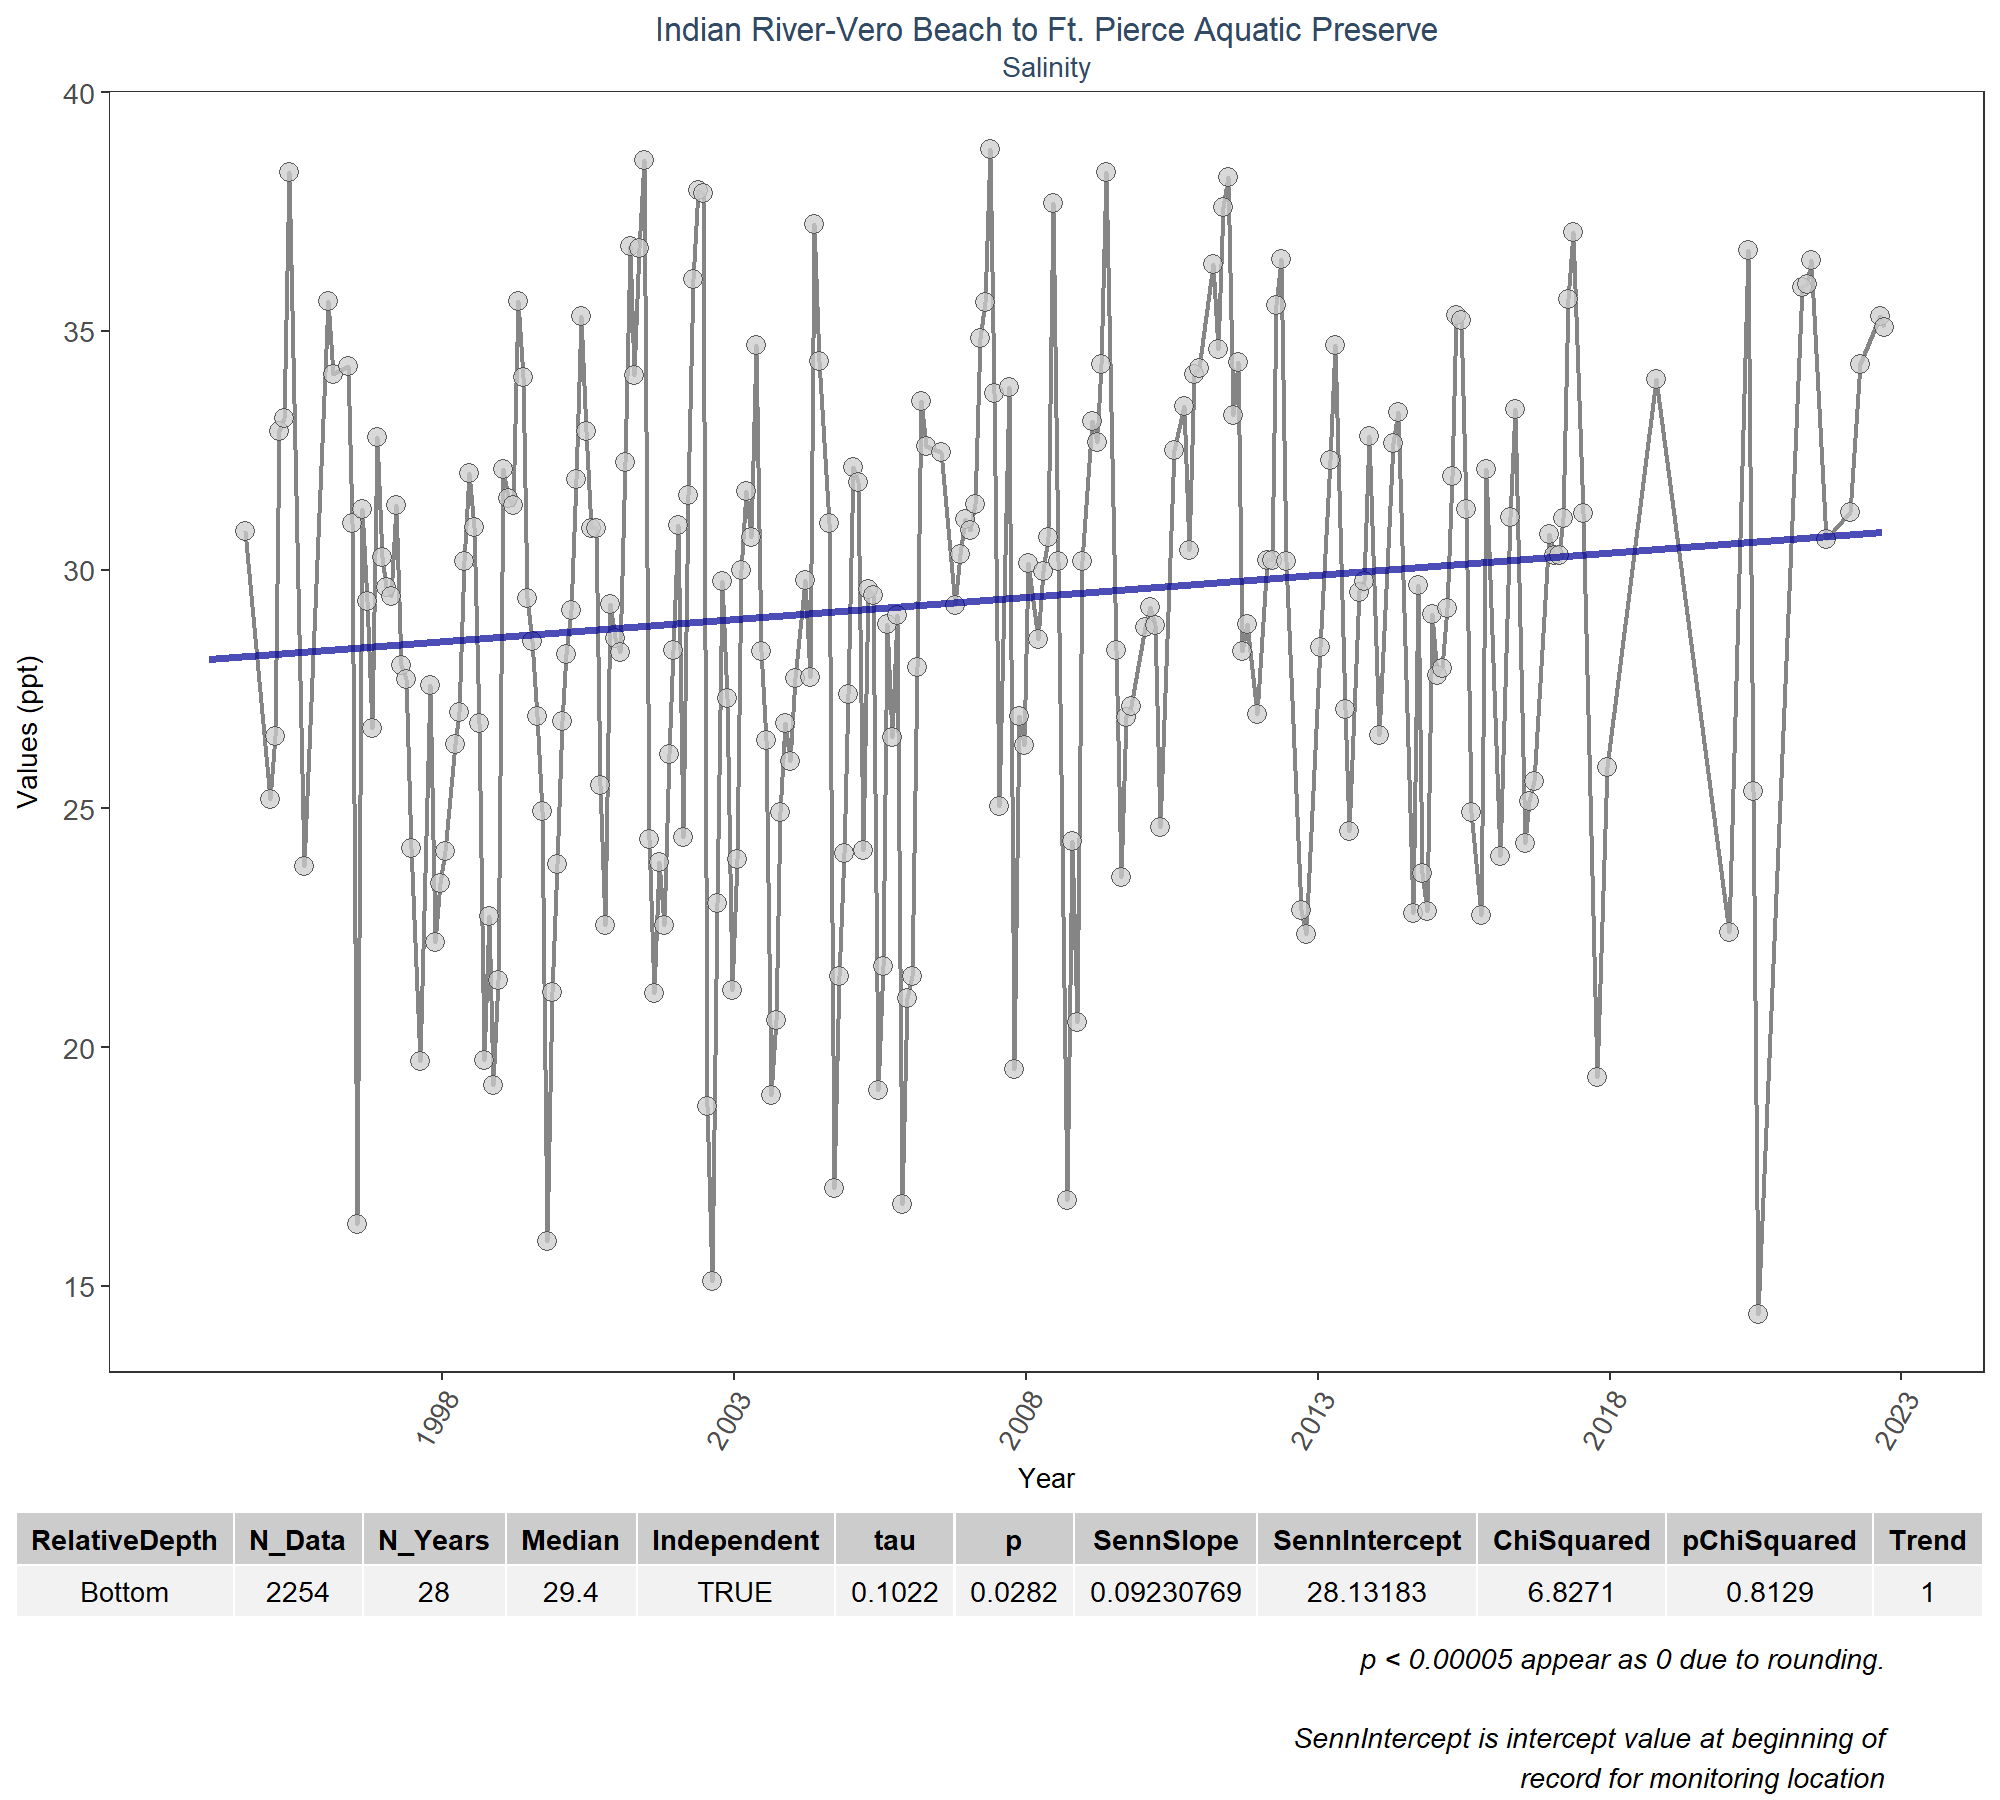 Indian River-Vero Beach to Ft. Pierce Aquatic Preserve
Salinity
40
35
30
25
20
15
Values (ppt)
1998
2003
2008
2013
2018
2023
Year
RelativeDepth N_Data N_Years Median Independent tau p SennSlope SennIntercept ChiSquared pChiSquared Trend
Bottom 2254 28 29.4 TRUE 0.1022 0.0282 0.09230769 28.13183 6.8271 0.8129 1
p < 0.00005 appear as 0 due to rounding.
SennIntercept is intercept value at beginning of
record for monitoring location